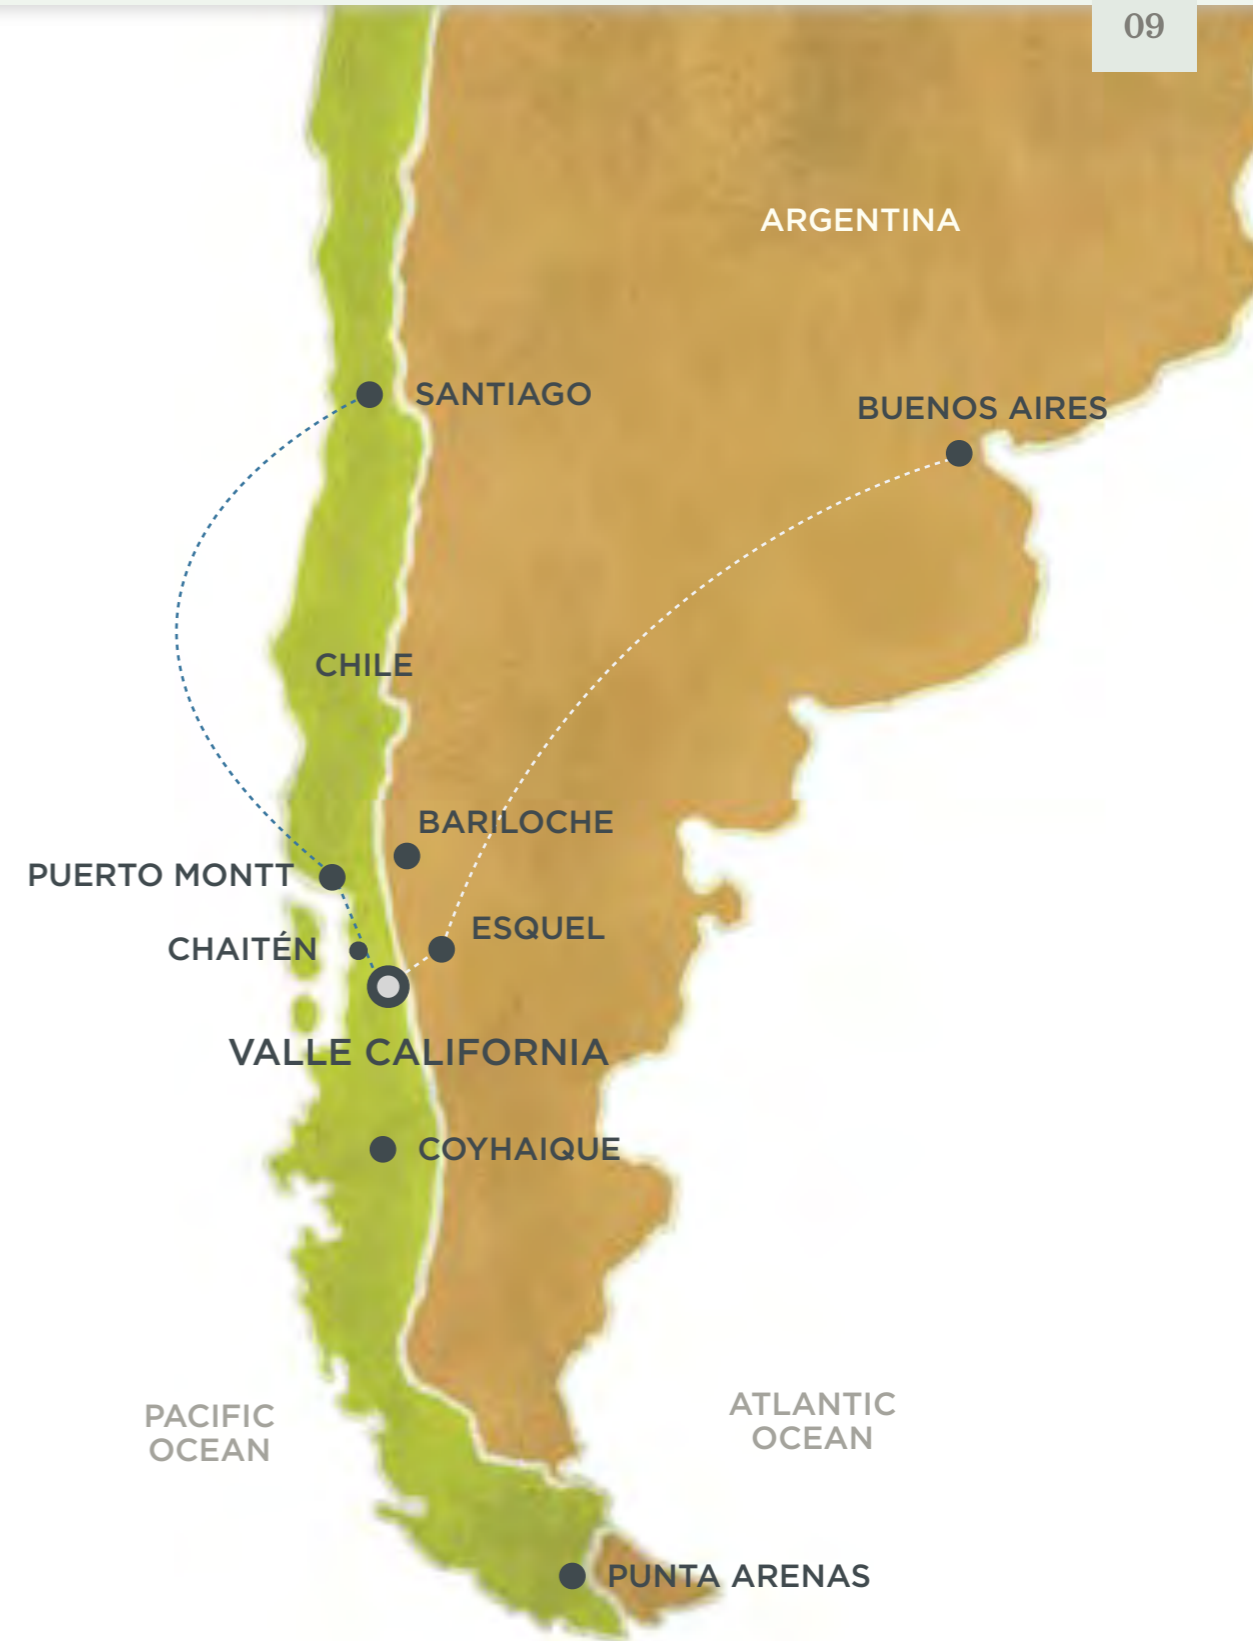 09
ARGENTINA
SANTIAGO
BUENOS AIRES
CHILE
BARILOCHE
PUERTO MONTT
ESQUEL
CHAITÉN
VALLE CALIFORNIA
COYHAIQUE
PACIFIC
OCEAN
ATLANTIC
OCEAN
PUNTA ARENAS